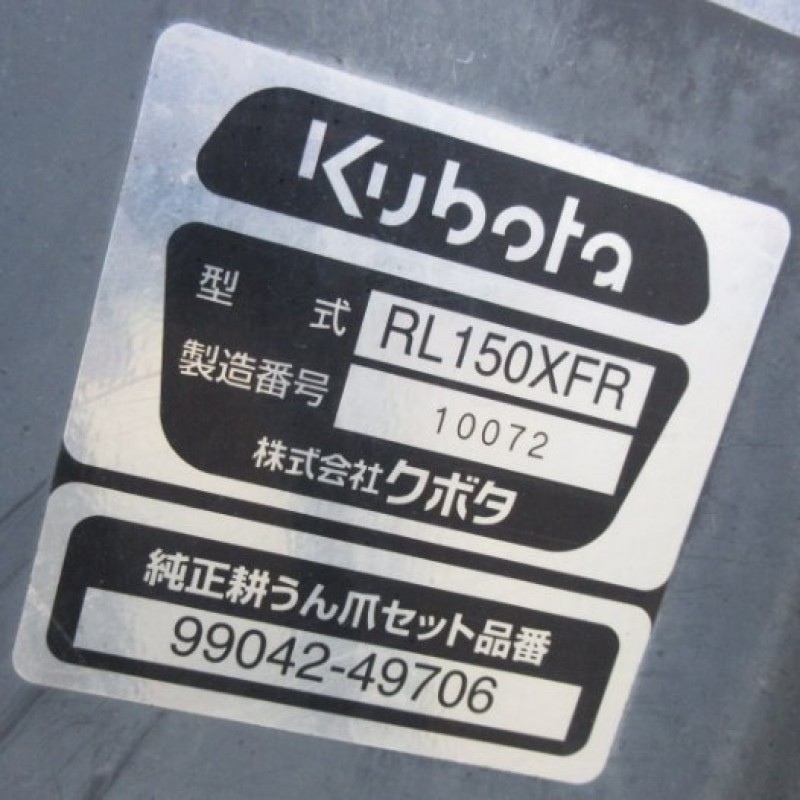 Kubota
型式 RL150XFR
製造番号 10072
株式会社クボタ
純正耕うん爪セット品番
99042-49706